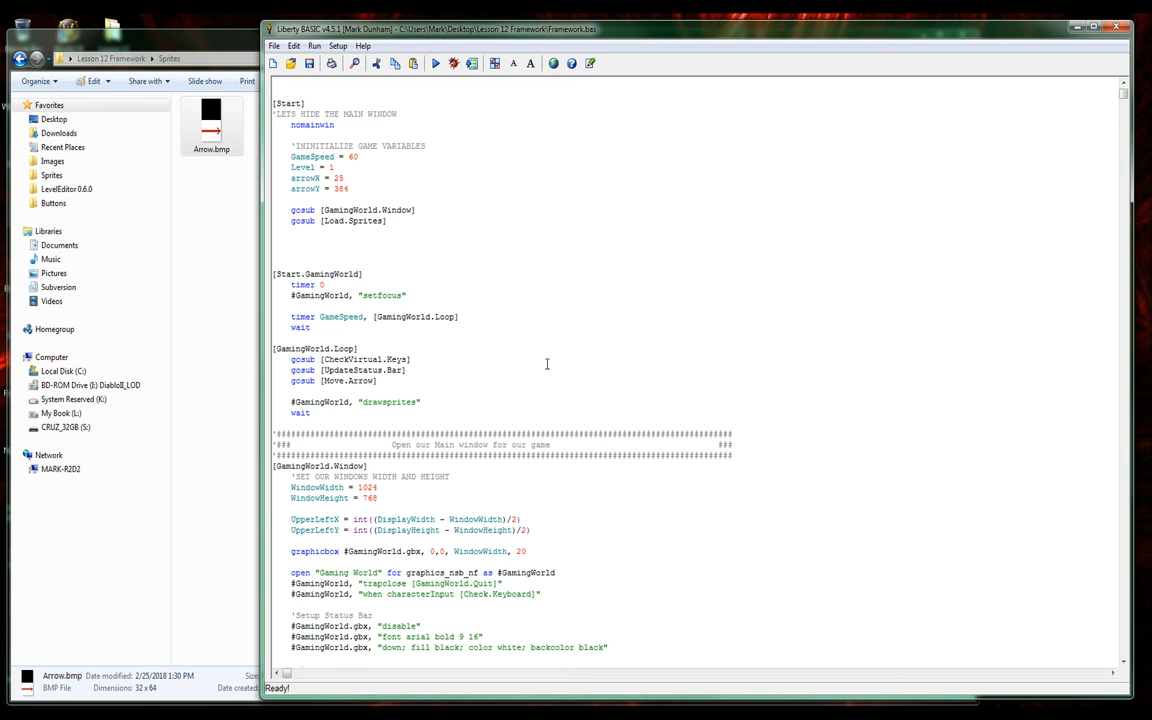 Liberty BASIC v4.5.1 [Mark Dunham] - C:\Users\Mark\Desktop\Lesson 12 Framework\Framework.bas
File Edit Run Setup Help
Lesson 12 Framework Sprites
Organize Edit Share with Slide show Print
Favorites
Desktop
Downloads
Recent Places
Images
Sprites
LevelEditor 0.6.0
Buttons
Libraries
Documents
Music
Pictures
Subversion
Videos
Homegroup
Computer
Local Disk (C:)
BD-ROM Drive (I:) DiabloII_LOD
System Reserved (K:)
My Book (L:)
CRUZ_32GB (S:)
Network
MARK-R2D2
Arrow.bmp
Arrow.bmp Date modified: 2/25/2018 1:30 PM Size:
BMP File Dimensions: 32 x 64 Date created:
[Start]
'LETS HIDE THE MAIN WINDOW
nomainwin
'ININITIALIZE GAME VARIABLES
GameSpeed = 60
Level = 1
arrowX = 25
arrowY = 384
gosub [GamingWorld.Window]
gosub [Load.Sprites]
[Start.GamingWorld]
timer 0
#GamingWorld, "setfocus"
timer GameSpeed, [GamingWorld.Loop]
wait
[GamingWorld.Loop]
gosub [CheckVirtual.Keys]
gosub [UpdateStatus.Bar]
gosub [Move.Arrow]
#GamingWorld, "drawsprites"
wait
'### Open our Main window for our game ###
[GamingWorld.Window]
'SET OUR WINDOWS WIDTH AND HEIGHT
WindowWidth = 1024
WindowHeight = 768
UpperLeftX = int((DisplayWidth - WindowWidth)/2)
UpperLeftY = int((DisplayHeight - WindowHeight)/2)
graphicbox #GamingWorld.gbx, 0,0, WindowWidth, 20
open "Gaming World" for graphics_nsb_nf as #GamingWorld
#GamingWorld, "trapclose [GamingWorld.Quit]"
#GamingWorld, "when characterInput [Check.Keyboard]"
'Setup Status Bar
#GamingWorld.gbx, "disable"
#GamingWorld.gbx, "font arial bold 9 16"
#GamingWorld.gbx, "down; fill black; color white; backcolor black"
Ready!